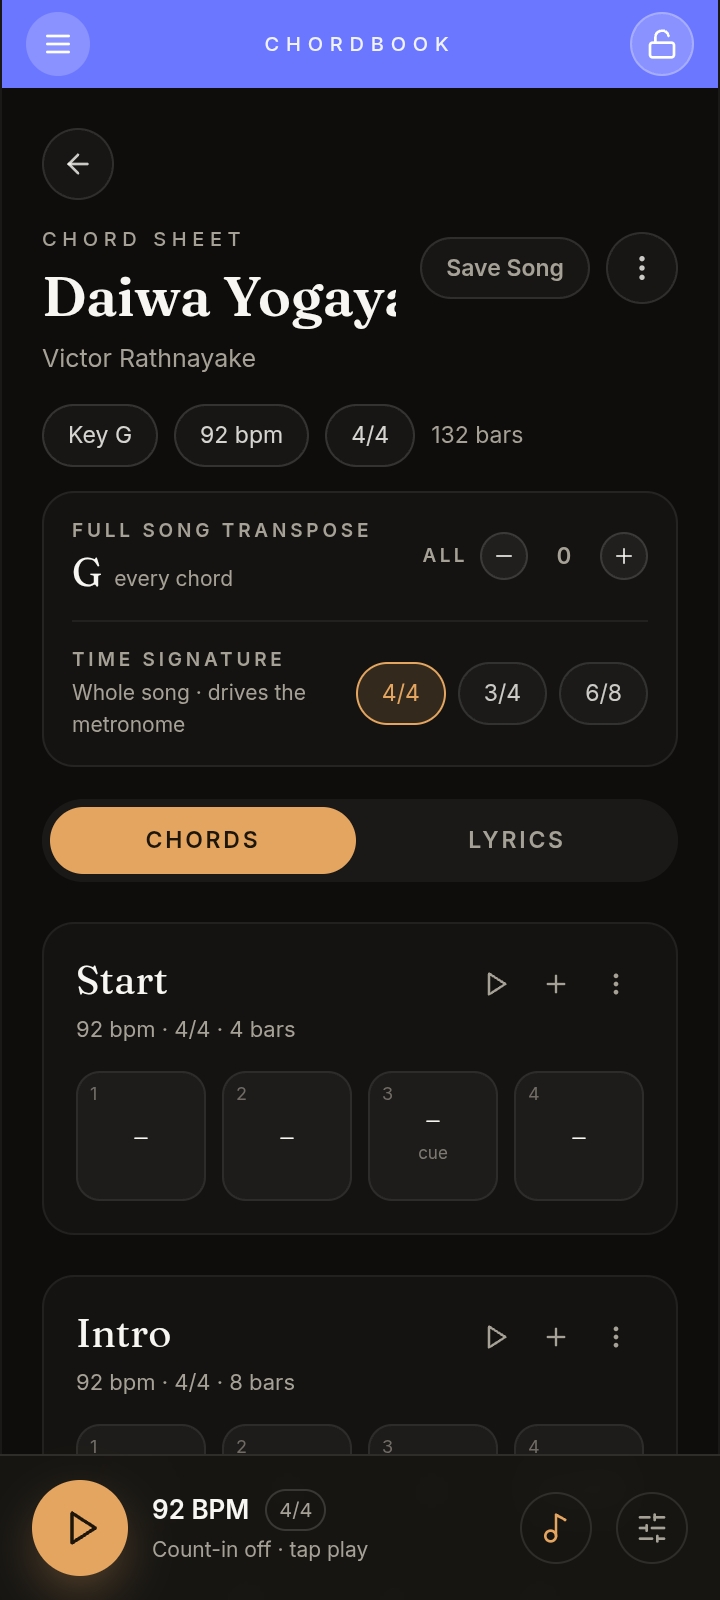 CHORDBOOK
CHORD SHEET
Daiwa Yogaya
Save Song
Victor Rathnayake
Key G
92 bpm
4/4
132 bars
FULL SONG TRANSPOSE
G every chord
ALL
−
0
+
TIME SIGNATURE
Whole song · drives the
metronome
4/4
3/4
6/8
CHORDS
LYRICS
Start
92 bpm · 4/4 · 4 bars
1
–
2
–
3
–
cue
4
–
Intro
92 bpm · 4/4 · 8 bars
1
2
3
4
92 BPM
4/4
Count-in off · tap play